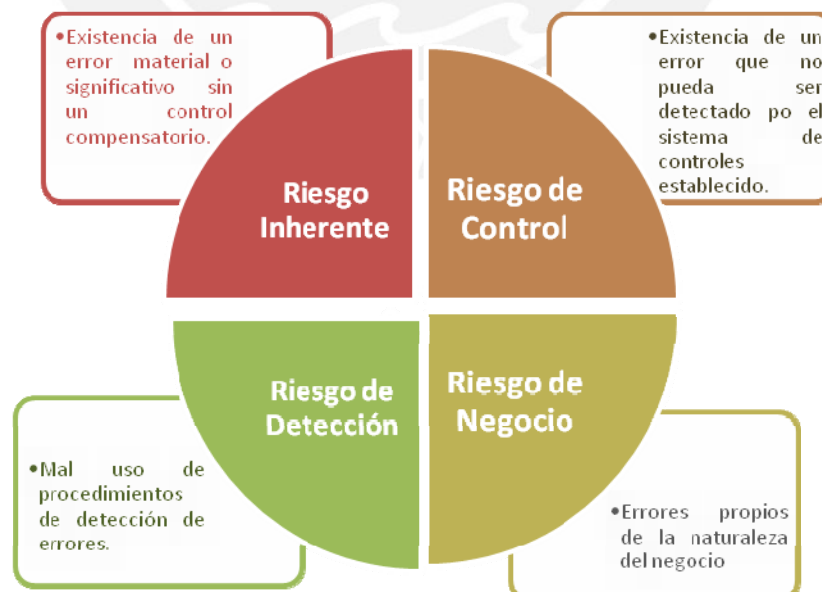 •Existencia de un
error material o
significativo sin
un control
compensatorio.
•Existencia de un
error que no
pueda ser
detectado po el
sistema de
controles
establecido.
Riesgo
Inherente
Riesgo de
Control
Riesgo de
Detección
Riesgo de
Negocio
•Mal uso de
procedimientos
de detección de
errores.
•Errores propios
de la naturaleza
del negocio